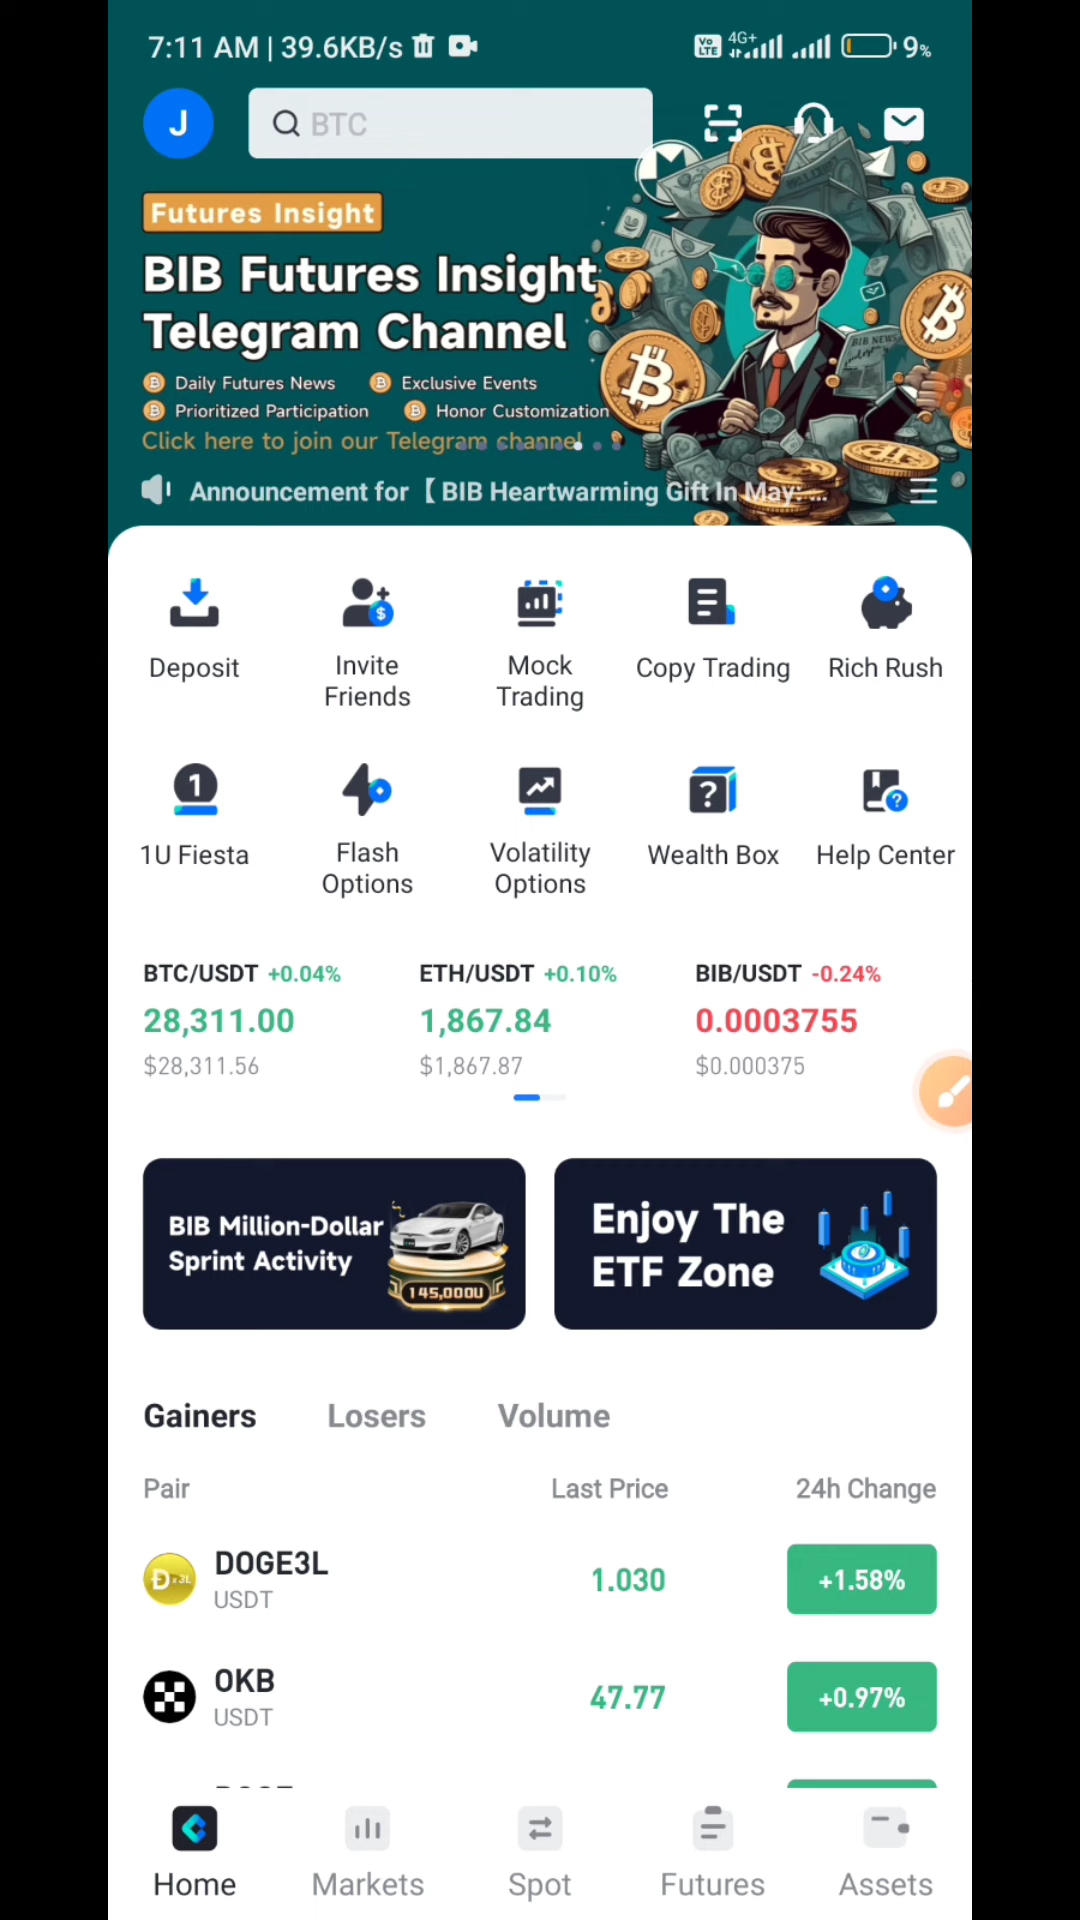 7:11 AM | 39.6KB/s
Vo LTE 4G+ 9%
J
BTC
Futures Insight
BIB Futures Insight
Telegram Channel
Daily Futures News Exclusive Events
Prioritized Participation Honor Customization
Click here to join our Telegram channel
BIB NEWS
Announcement for【 BIB Heartwarming Gift In May: ...
Deposit
Invite
Friends
Mock
Trading
Copy Trading
Rich Rush
1U Fiesta
Flash
Options
Volatility
Options
Wealth Box
Help Center
BTC/USDT +0.04%
28,311.00
$28,311.56
ETH/USDT +0.10%
1,867.84
$1,867.87
BIB/USDT -0.24%
0.0003755
$0.000375
BIB Million-Dollar
Sprint Activity
145,000U
Enjoy The
ETF Zone
Gainers Losers Volume
Pair Last Price 24h Change
DOGE3L
USDT
1.030 +1.58%
OKB
USDT
47.77 +0.97%
Home Markets Spot Futures Assets